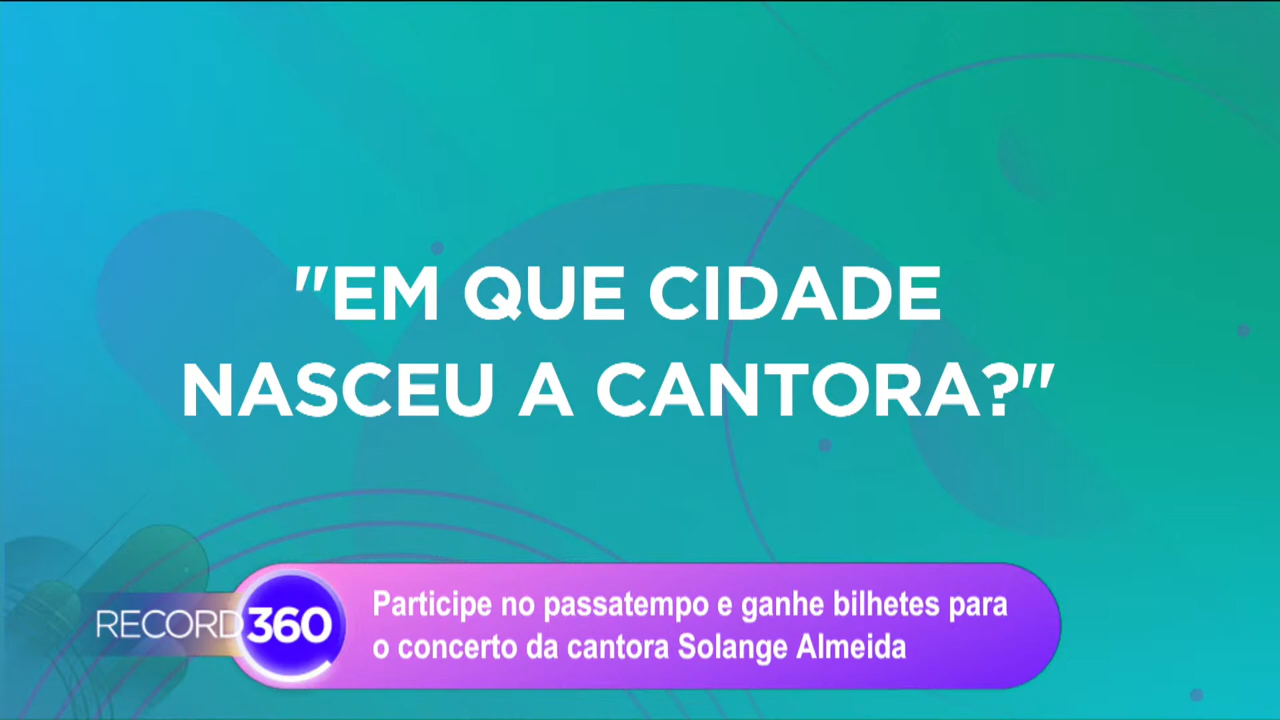 "EM QUE CIDADE
NASCEU A CANTORA?"
RECORD360
Participe no passatempo e ganhe bilhetes para
o concerto da cantora Solange Almeida